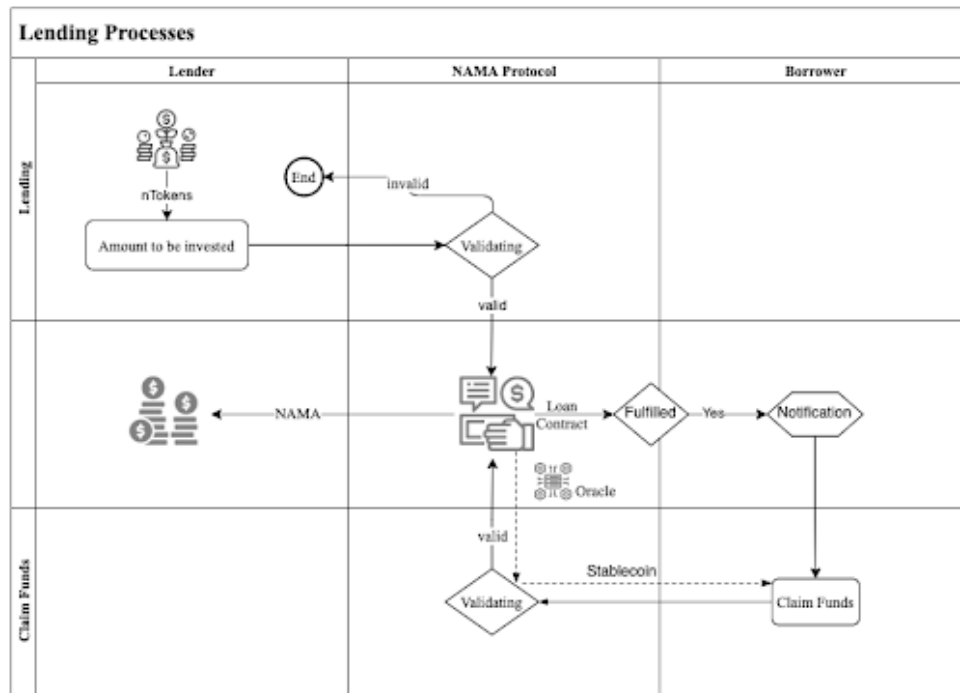 Lending Processes
Lender
NAMA Protocol
Borrower
Lending
nTokens
End
invalid
Amount to be invested
Validating
valid
NAMA
Loan
Contract
Fulfilled
Yes
Notification
Oracle
Claim Funds
valid
Stablecoin
Validating
Claim Funds